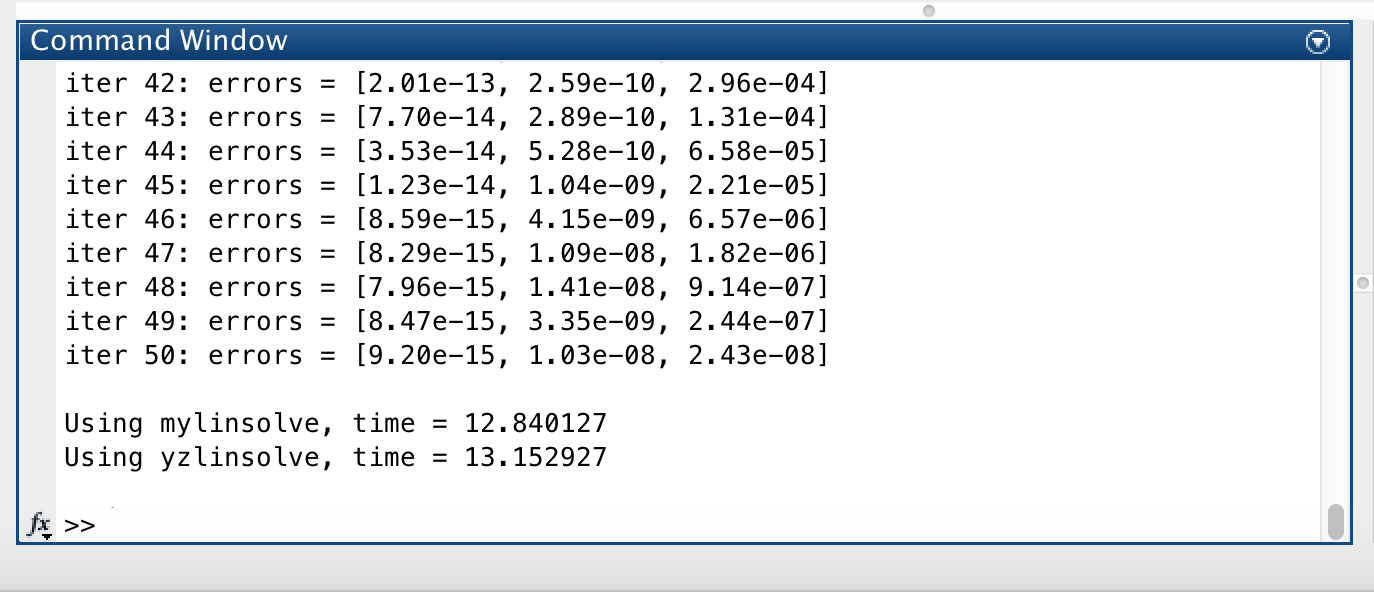 Command Window
iter 42: errors = [2.01e-13, 2.59e-10, 2.96e-04]
iter 43: errors = [7.70e-14, 2.89e-10, 1.31e-04]
iter 44: errors = [3.53e-14, 5.28e-10, 6.58e-05]
iter 45: errors = [1.23e-14, 1.04e-09, 2.21e-05]
iter 46: errors = [8.59e-15, 4.15e-09, 6.57e-06]
iter 47: errors = [8.29e-15, 1.09e-08, 1.82e-06]
iter 48: errors = [7.96e-15, 1.41e-08, 9.14e-07]
iter 49: errors = [8.47e-15, 3.35e-09, 2.44e-07]
iter 50: errors = [9.20e-15, 1.03e-08, 2.43e-08]
Using mylinsolve, time = 12.840127
Using yzlinsolve, time = 13.152927
fx >>